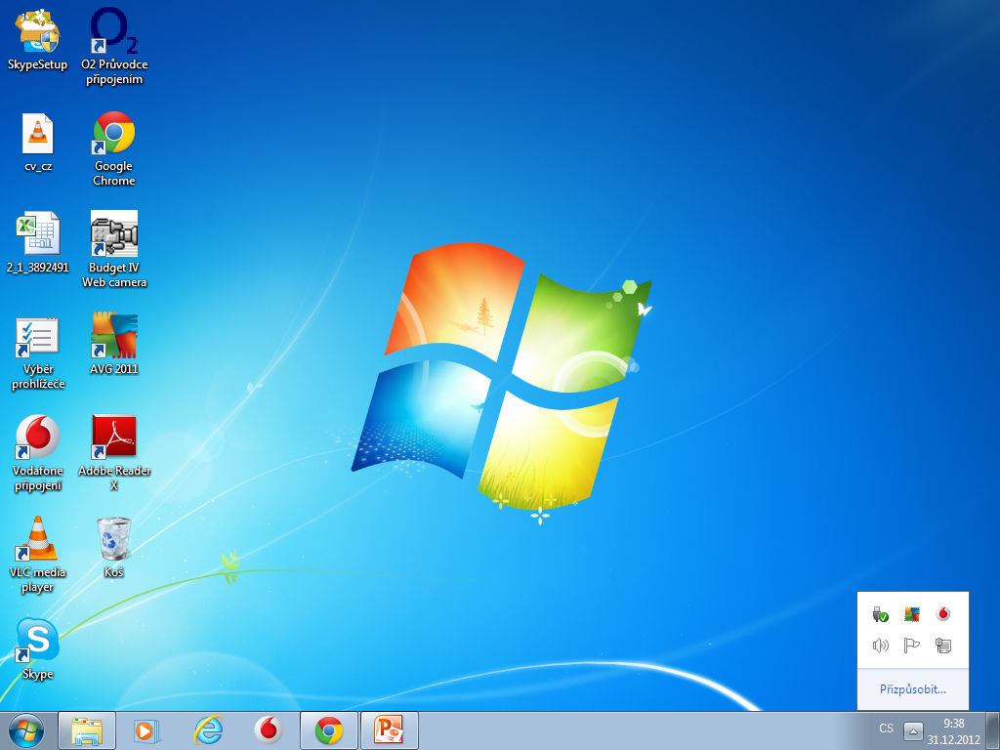 SkypeSetup
O2 Průvodce
připojením
cv_cz
Google
Chrome
2_1_3892491
Budget IV
Web camera
Výběr
prohlížeče
AVG 2011
Vodafone
připojení
Adobe Reader
X
VLC media
player
Koš
Skype
Přizpůsobit...
CS
9:38
31.12.2012